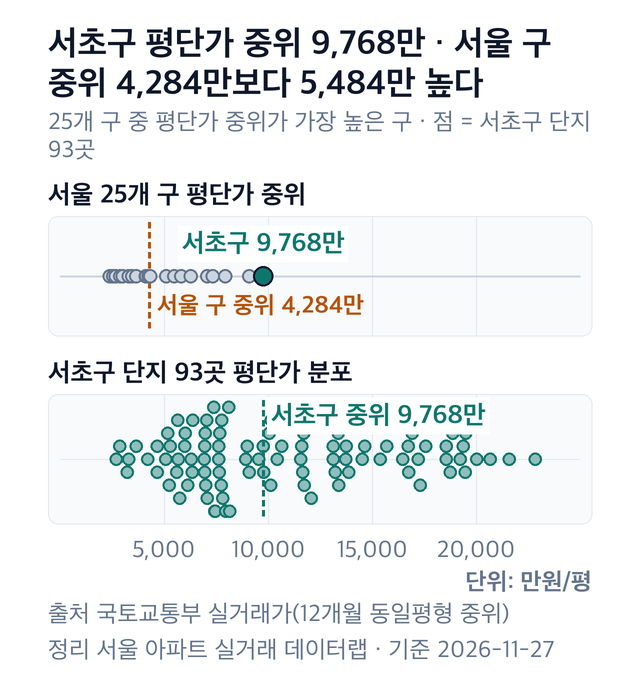 서초구 평단가 중위 9,768만 · 서울 구
중위 4,284만보다 5,484만 높다
25개 구 중 평단가 중위가 가장 높은 구 · 점 = 서초구 단지
93곳
서울 25개 구 평단가 중위
서초구 9,768만
서울 구 중위 4,284만
서초구 단지 93곳 평단가 분포
서초구 중위 9,768만
5,000 10,000 15,000 20,000
단위: 만원/평
출처 국토교통부 실거래가(12개월 동일평형 중위)
정리 서울 아파트 실거래 데이터랩 · 기준 2026-11-27